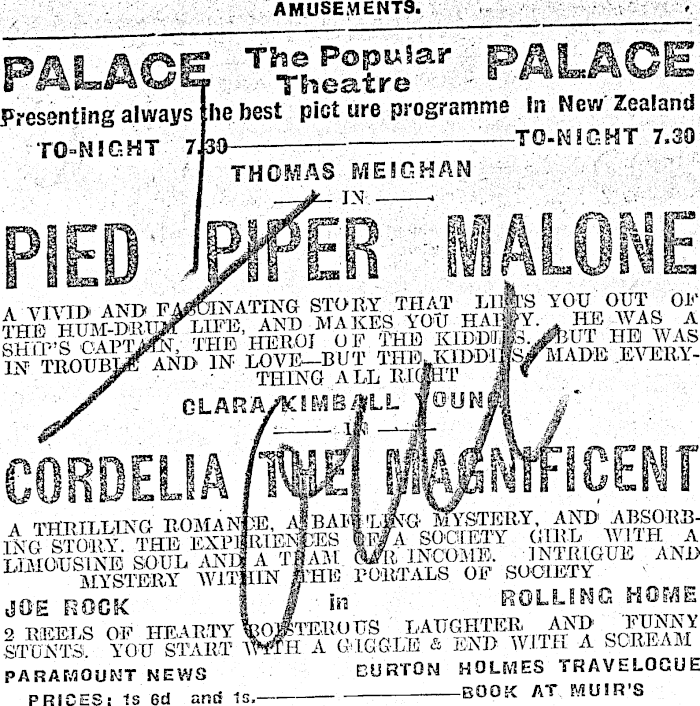 AMUSEMENTS.
PALACE The Popular Theatre PALACE
Presenting always the best pict ure programme In New Zealand
TO-NIGHT 7.30 TO-NIGHT 7.30
THOMAS MEIGHAN
IN
PIED PIPER MALONE
A VIVID AND FASCINATING STORY THAT LIFTS YOU OUT OF
THE HUM-DRUM LIFE, AND MAKES YOU HAPPY. HE WAS A
SHIP'S CAPTAIN, THE HEROI OF THE KIDDIES. BUT HE WAS
IN TROUBLE AND IN LOVE—BUT THE KIDDIES MADE EVERY-
THING ALL RIGHT
CLARA KIMBALL YOUNG
IN
CORDELIA THE MAGNIFICENT
A THRILLING ROMANCE, A BAFFLING MYSTERY, AND ABSORB-
ING STORY. THE EXPERIENCES OF A SOCIETY GIRL WITH A
LIMOUSINE SOUL AND A TRAM CAR INCOME. INTRIGUE AND
MYSTERY WITHIN THE PORTALS OF SOCIETY
JOE ROCK in ROLLING HOME
2 REELS OF HEARTY BOISTEROUS LAUGHTER AND FUNNY
STUNTS. YOU START WITH A GIGGLE & END WITH A SCREAM
PARAMOUNT NEWS BURTON HOLMES TRAVELOGUE
PRICES: 1s 6d and 1s. BOOK AT MUIR'S